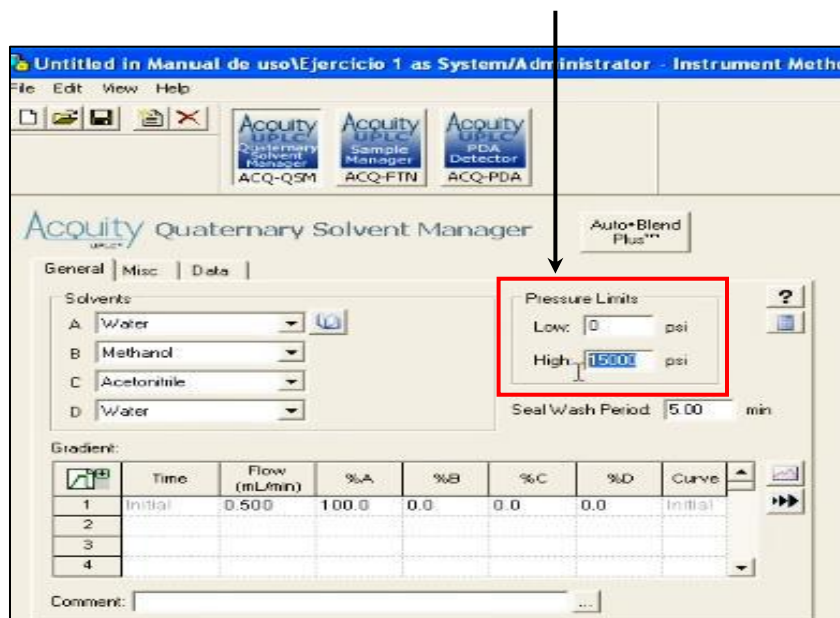 Untitled in Manual de uso\Ejercicio 1 as System/Administrator - Instrument Meth
File Edit View Help
Acquity UPLC Quaternary Solvent Manager
ACQ-QSM
Acquity UPLC Sample Manager
ACQ-FTN
Acquity UPLC PDA Detector
ACQ-PDA
Acquity UPLC Quaternary Solvent Manager
Auto•Blend Plus™
General Misc Data
Solvents
A Water
B Methanol
C Acetonitrile
D Water
Pressure Limits
Low: 0 psi
High: 15000 psi
?
Seal Wash Period: 5.00 min
Gradient:
Time Flow (mL/min) %A %B %C %D Curve
1 Initial 0.500 100.0 0.0 0.0 0.0 Initial
2
3
4
Comment: ...